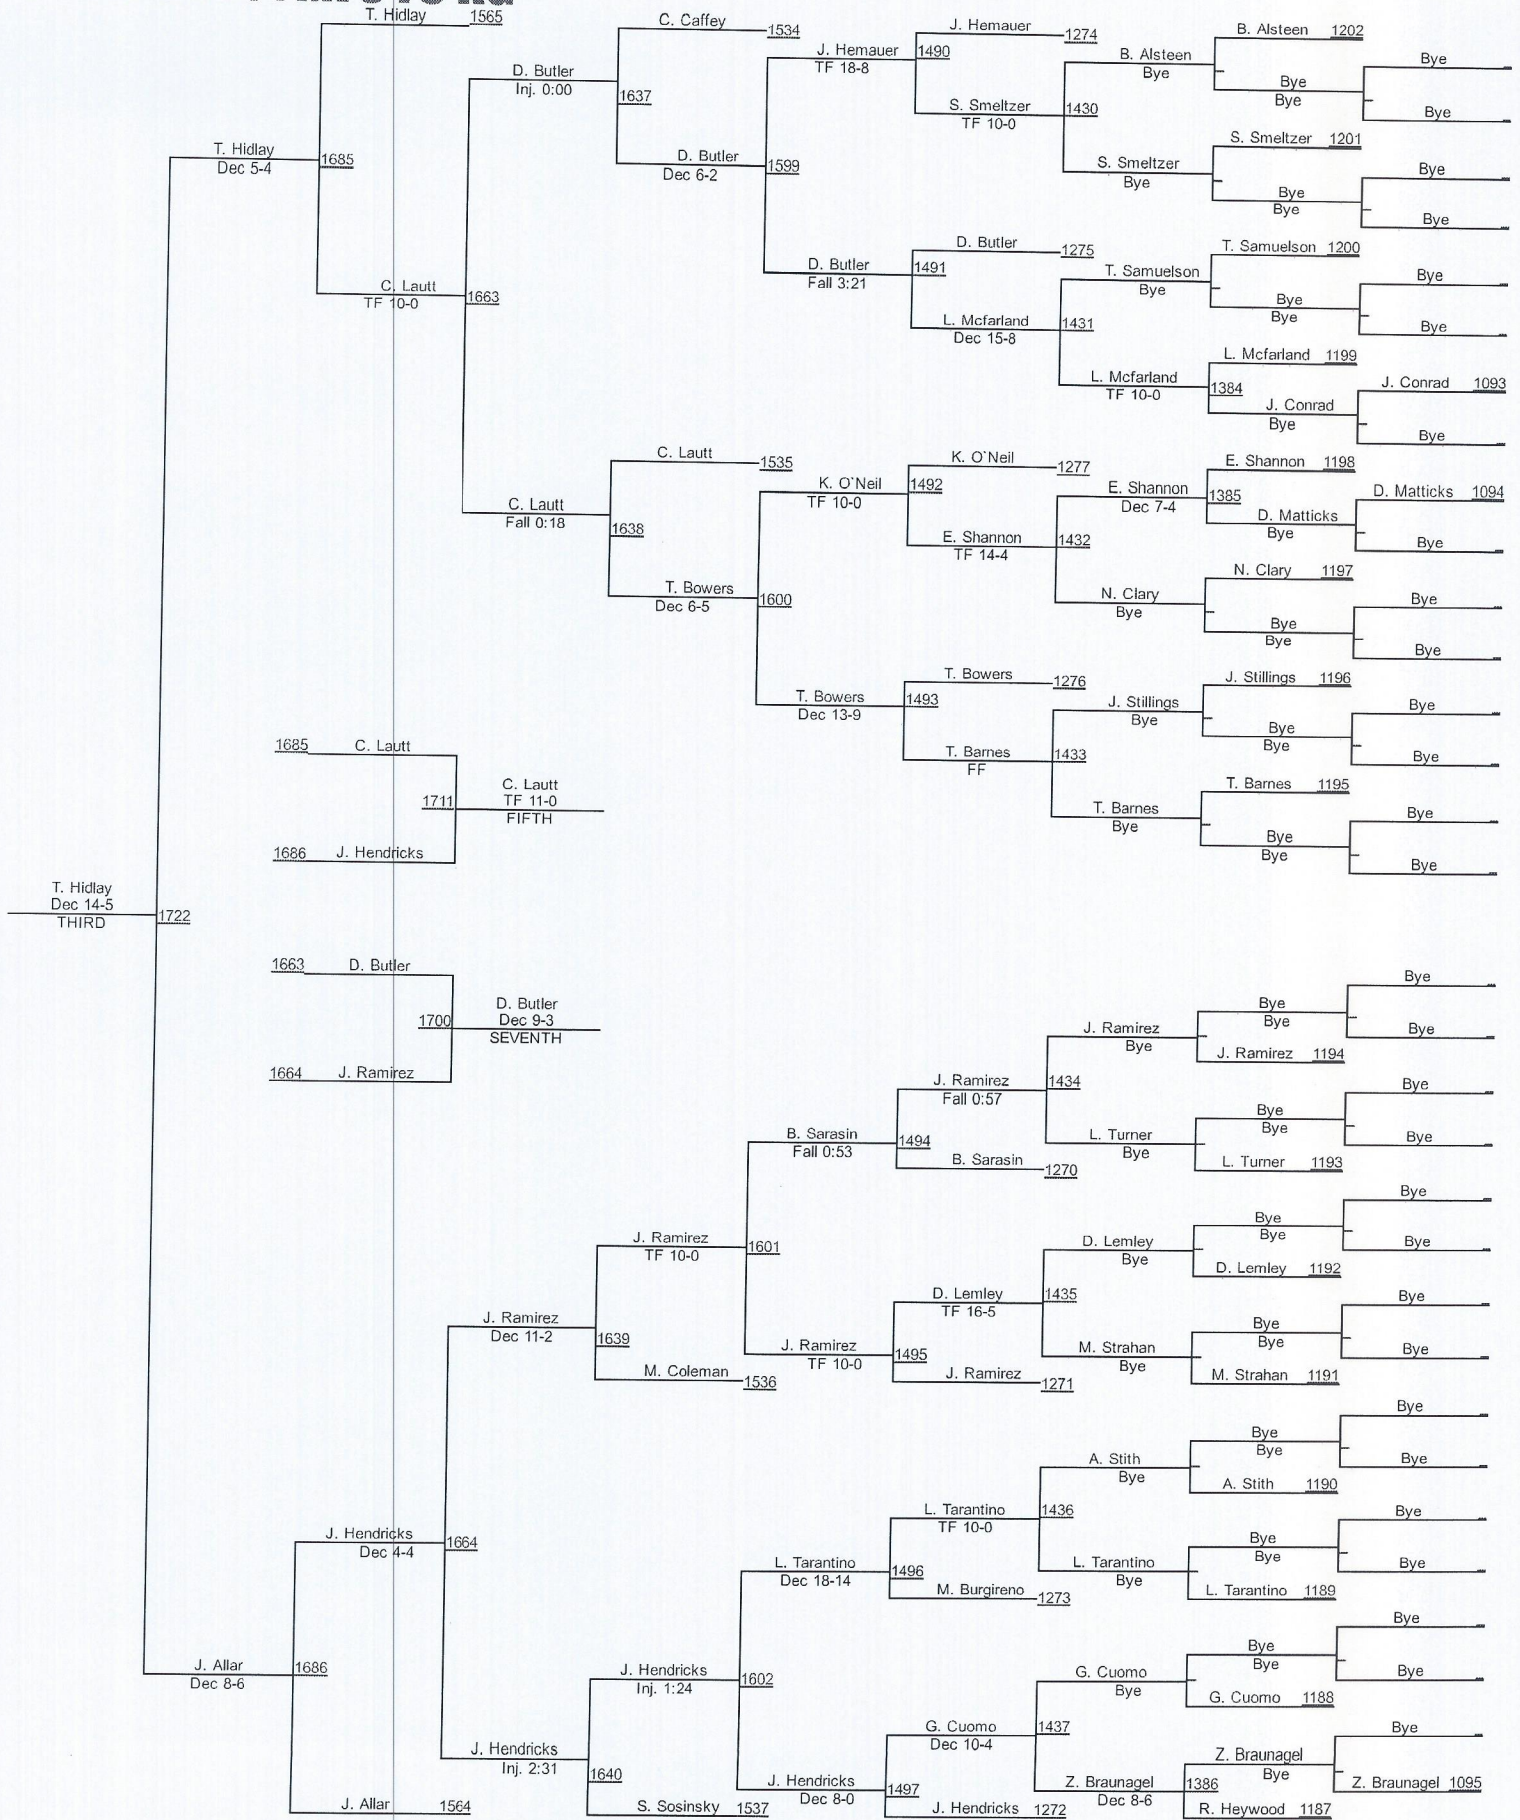 T. Hidlay 1565
C. Caffey 1534
J. Hemauer 1274
B. Alsteen 1202
Bye
J. Hemauer 1490
TF 18-8
B. Alsteen
Bye
Bye
Bye
Bye
D. Butler
Inj. 0:00
1637
S. Smeltzer 1430
TF 10-0
S. Smeltzer 1201
T. Hidlay
Dec 5-4
1685
D. Butler 1599
Dec 6-2
S. Smeltzer
Bye
Bye
Bye
Bye
Bye
D. Butler 1275
T. Samuelson 1200
D. Butler 1491
Fall 3:21
T. Samuelson
Bye
Bye
Bye
Bye
Bye
C. Lautt 1663
TF 10-0
L. Mcfarland 1431
Dec 15-8
L. Mcfarland 1199
L. Mcfarland 1384
TF 10-0
J. Conrad 1093
J. Conrad
Bye
Bye
C. Lautt 1535
K. O`Neil 1277
E. Shannon 1198
K. O`Neil 1492
TF 10-0
E. Shannon 1385
Dec 7-4
D. Matticks 1094
D. Matticks
Bye
Bye
C. Lautt
Fall 0:18
1638
E. Shannon 1432
TF 14-4
N. Clary 1197
T. Bowers 1600
Dec 6-5
N. Clary
Bye
Bye
Bye
Bye
Bye
T. Bowers 1276
J. Stillings 1196
T. Bowers 1493
Dec 13-9
J. Stillings
Bye
Bye
Bye
Bye
Bye
1685 C. Lautt
T. Barnes 1433
FF
T. Barnes 1195
1711
C. Lautt
TF 11-0
FIFTH
T. Barnes
Bye
Bye
Bye
Bye
Bye
1686 J. Hendricks
T. Hidlay
Dec 14-5
THIRD
1722
1663 D. Butler
1700
D. Butler
Dec 9-3
SEVENTH
1664 J. Ramirez
Bye
Bye
Bye
Bye
J. Ramirez
Bye
J. Ramirez 1194
J. Ramirez 1434
Fall 0:57
Bye
Bye
Bye
Bye
B. Sarasin 1494
Fall 0:53
L. Turner
Bye
L. Turner 1193
B. Sarasin 1270
Bye
Bye
Bye
Bye
J. Ramirez 1601
TF 10-0
D. Lemley
Bye
D. Lemley 1192
D. Lemley 1435
TF 16-5
Bye
Bye
Bye
Bye
J. Ramirez
Dec 11-2
1639
J. Ramirez 1495
TF 10-0
M. Strahan
Bye
M. Strahan 1191
M. Coleman 1536
J. Ramirez 1271
Bye
Bye
Bye
Bye
A. Stith
Bye
A. Stith 1190
L. Tarantino 1436
TF 10-0
Bye
Bye
Bye
Bye
J. Hendricks 1664
Dec 4-4
L. Tarantino 1496
Dec 18-14
L. Tarantino
Bye
L. Tarantino 1189
M. Burgireno 1273
Bye
Bye
Bye
Bye
J. Allar 1686
Dec 8-6
J. Hendricks 1602
Inj. 1:24
G. Cuomo
Bye
G. Cuomo 1188
G. Cuomo 1437
Dec 10-4
Bye
J. Hendricks
Inj. 2:31
1640
J. Hendricks 1497
Dec 8-0
Z. Braunagel 1386
Dec 8-6
Z. Braunagel
Bye
Z. Braunagel 1095
J. Allar 1564
S. Sosinsky 1537
J. Hendricks 1272
R. Heywood 1187